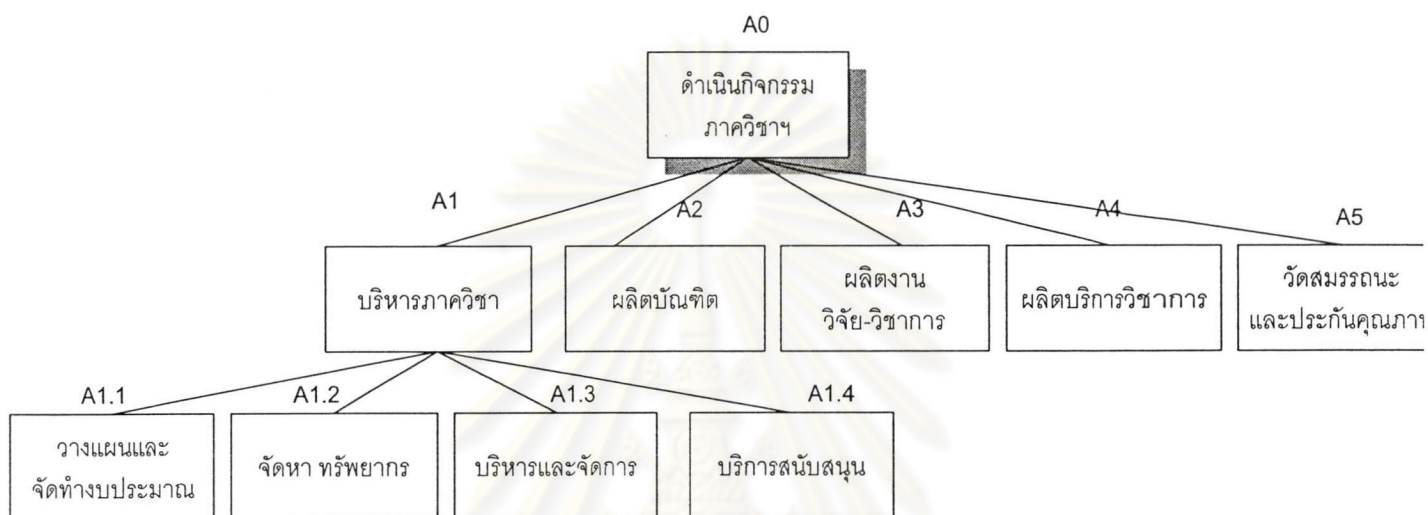 A0
ดำเนินกิจกรรม
ภาควิชาฯ
A1
A2
A3
A4
A5
บริหารภาควิชา
ผลิตบัณฑิต
ผลิตงาน
วิจัย-วิชาการ
ผลิตบริการวิชาการ
วัดสมรรถนะ
และประกันคุณภาพ
A1.1
A1.2
A1.3
A1.4
วางแผนและ
จัดทำงบประมาณ
จัดหา ทรัพยากร
บริหารและจัดการ
บริการสนับสนุน